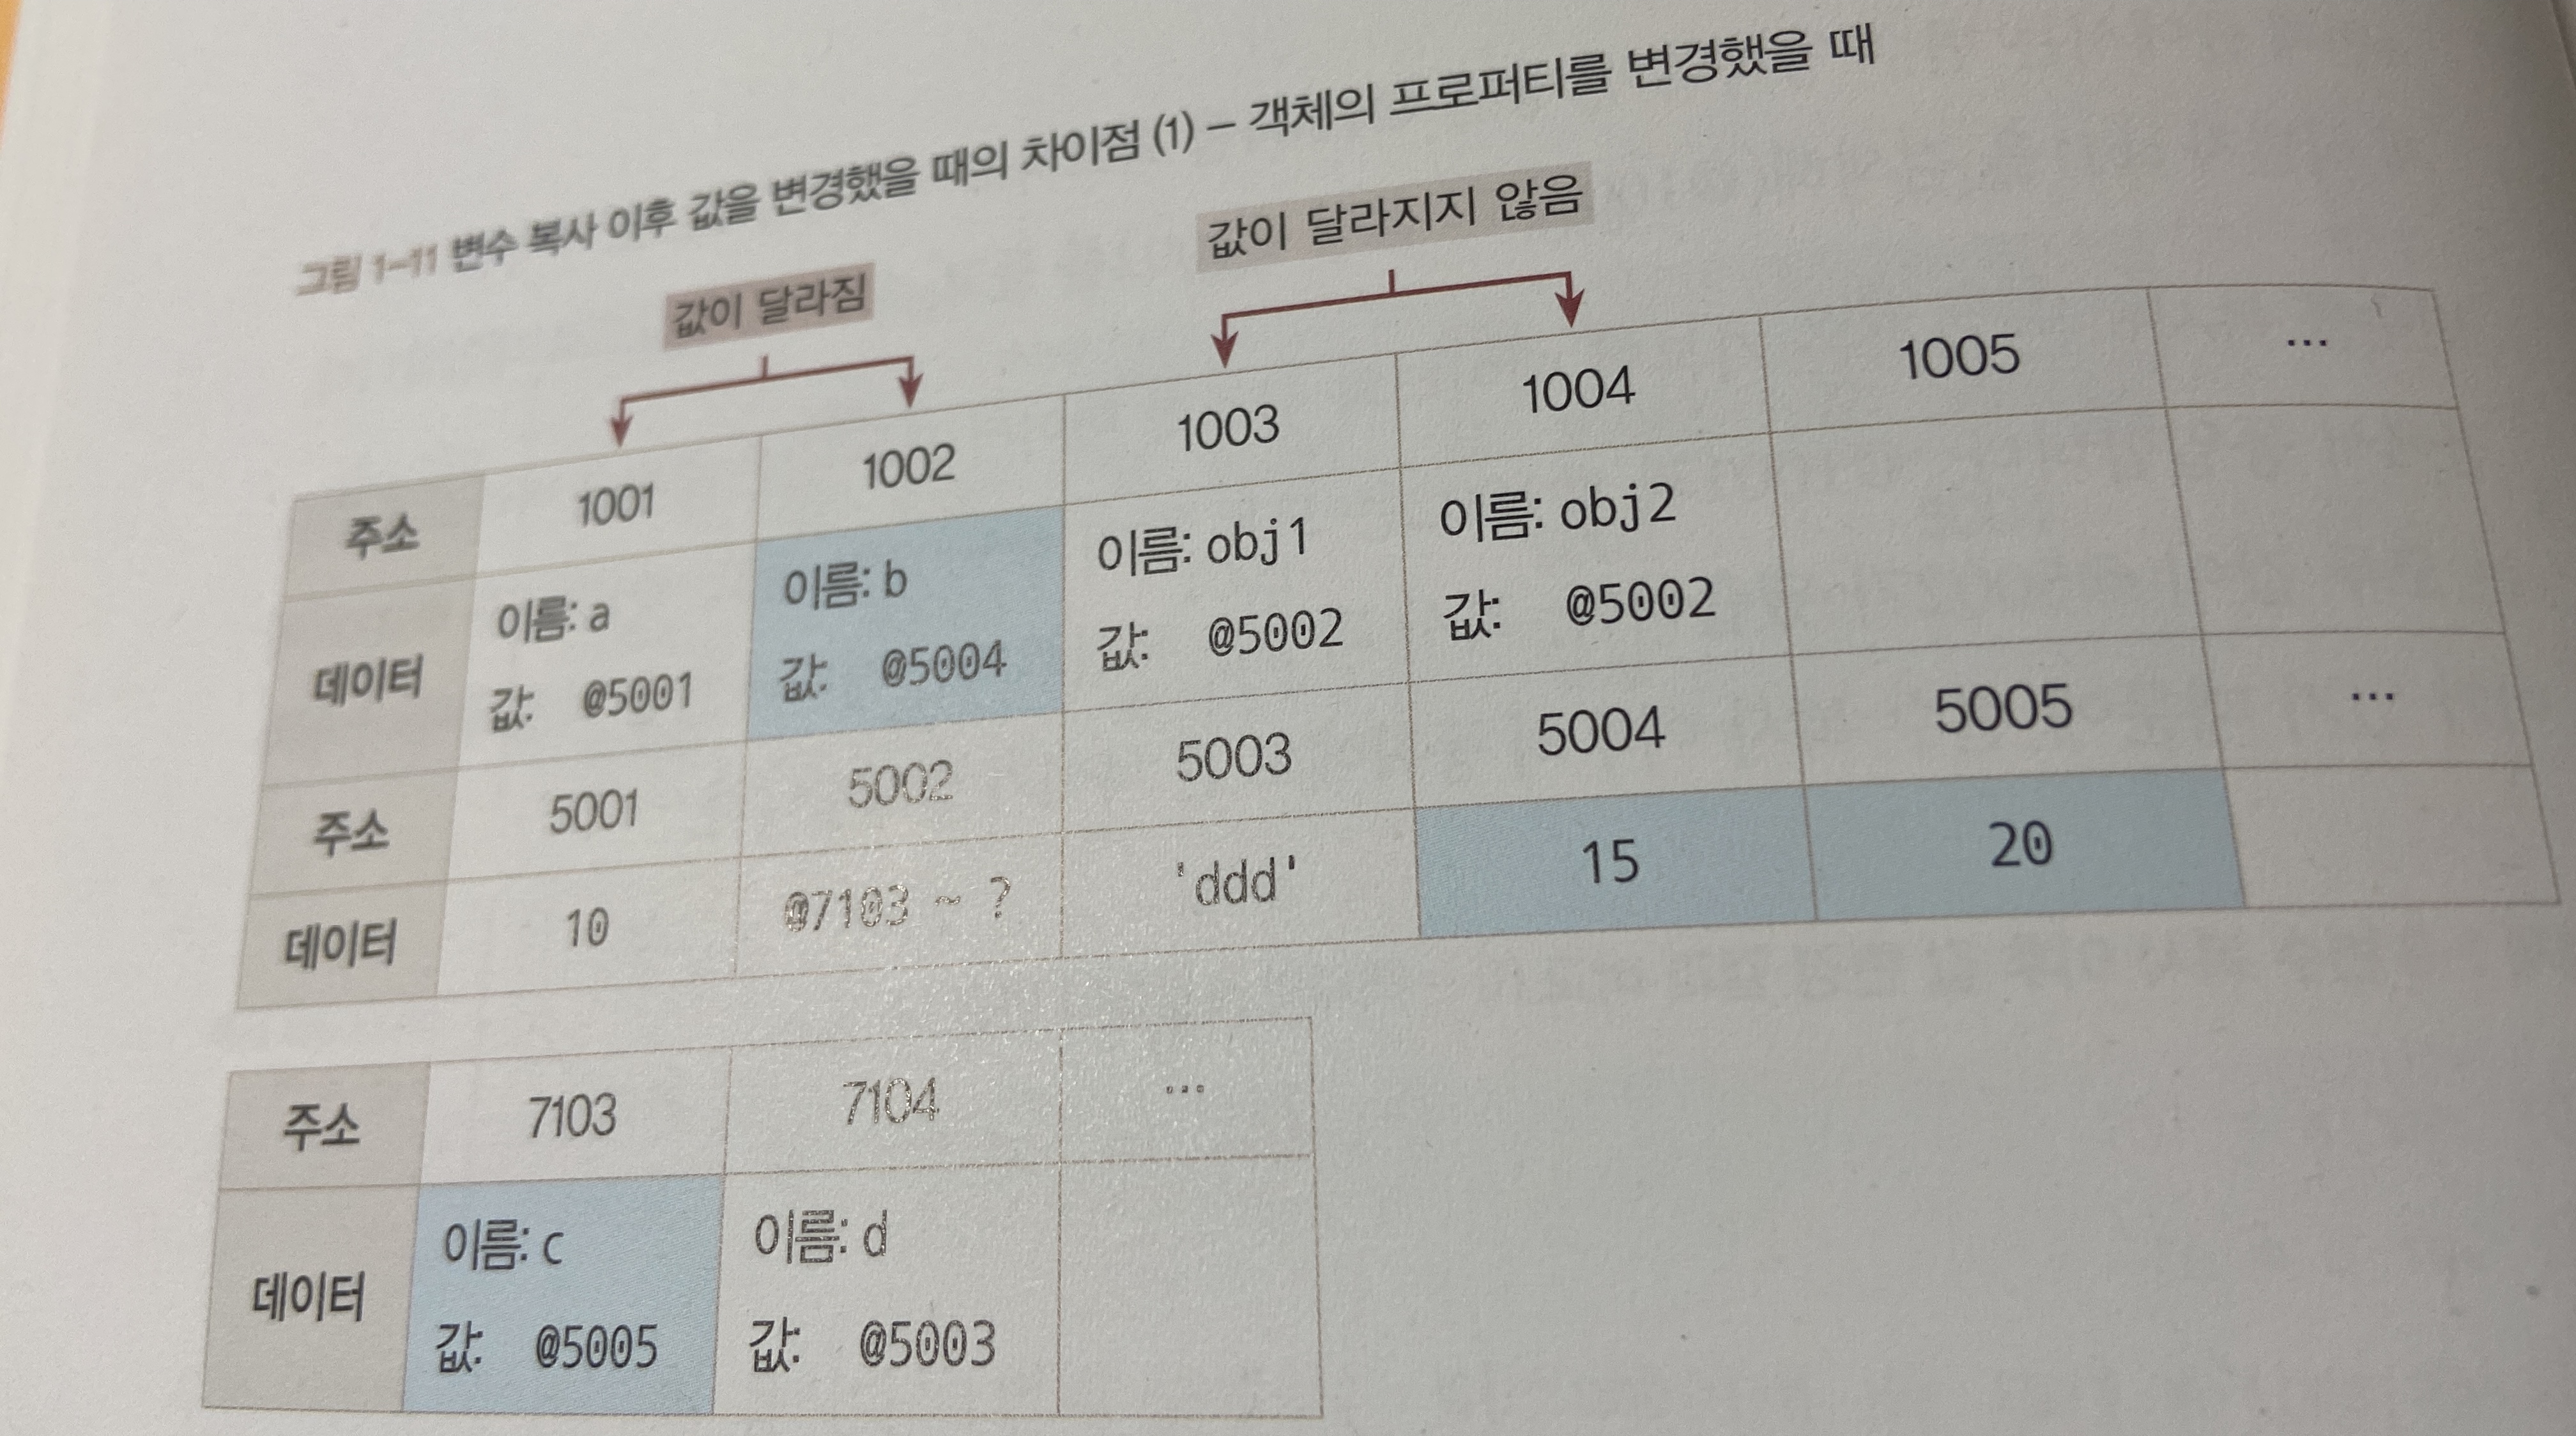 그림 1-11 변수 복사 이후 값을 변경했을 때의 차이점 (1) – 객체의 프로퍼티를 변경했을 때
값이 달라짐 값이 달라지지 않음
주소 1001 1002 1003 1004 1005 ...
데이터 이름: a 이름: b 이름: obj1 이름: obj2
값: @5001 값: @5004 값: @5002 값: @5002
주소 5001 5002 5003 5004 5005 ...
데이터 10 @7103 ~ ? 'ddd' 15 20
주소 7103 7104 ...
데이터 이름: c 이름: d
값: @5005 값: @5003